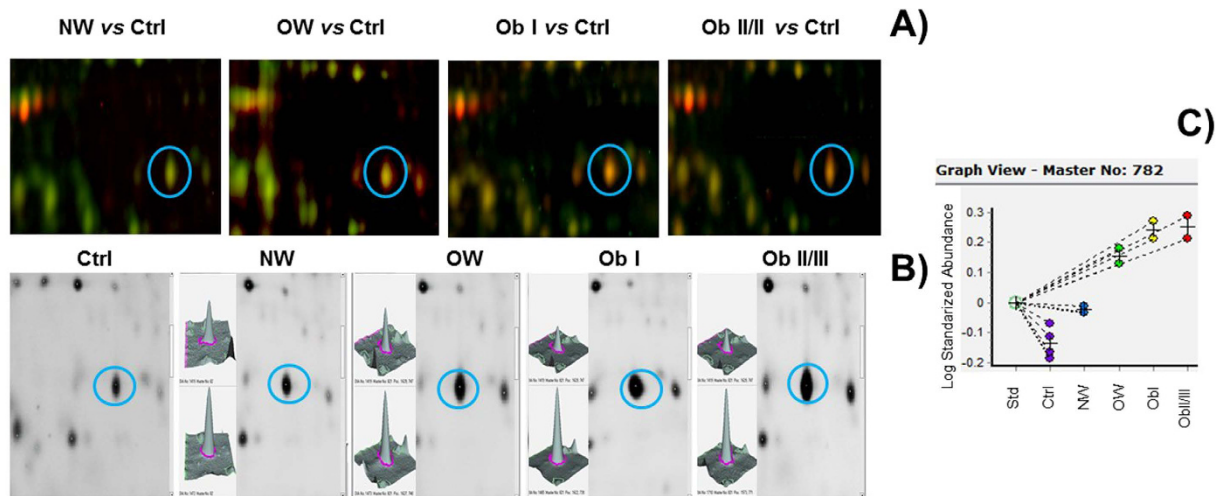 NW vs Ctrl
OW vs Ctrl
Ob I vs Ctrl
Ob II/II vs Ctrl
A)
Ctrl
NW
OW
Ob I
Ob II/III
B)
C)
Graph View - Master No: 782
Log Standarized Abundance
0.3
0.2
0.1
0
-0.1
-0.2
Std
Ctrl
NW
OW
ObI
ObII/III